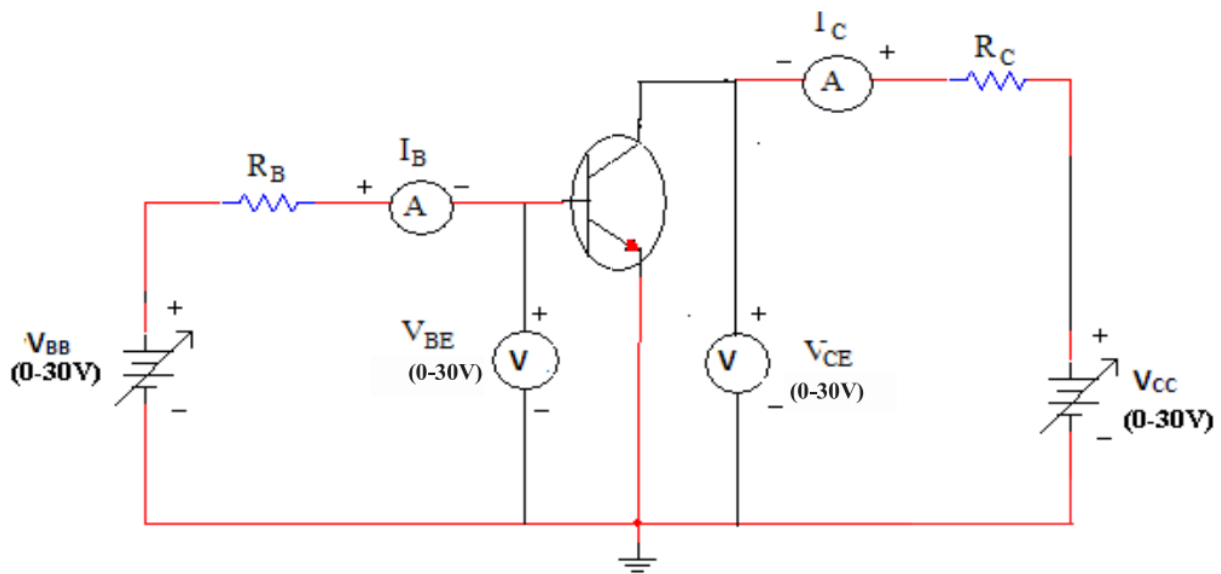 I C
− A + R C
R B + I B − A
+
V BB
(0-30V)
−
V BE
(0-30V)
+
V
−
+
V
−
V CE
(0-30V)
+
V CC
(0-30V)
−